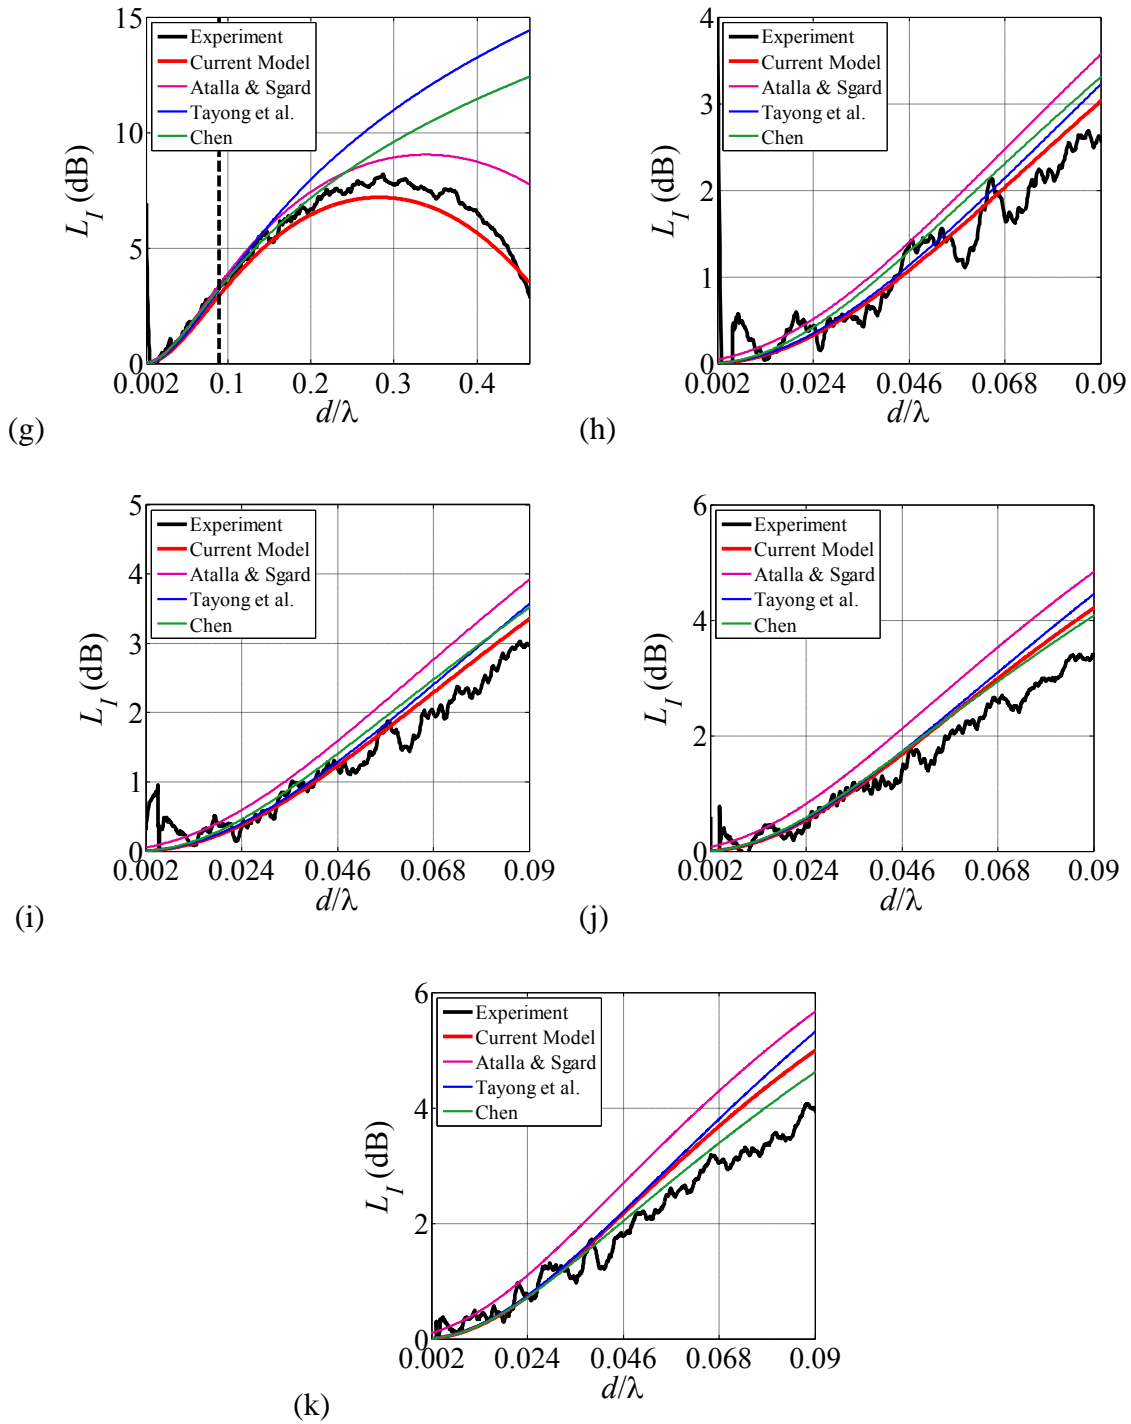 15
10
5
0
L_I (dB)
Experiment
Current Model
Atalla & Sgard
Tayong et al.
Chen
0.002 0.1 0.2 0.3 0.4
d/λ
(g)
4
3
2
1
0
L_I (dB)
Experiment
Current Model
Atalla & Sgard
Tayong et al.
Chen
0.002 0.024 0.046 0.068 0.09
d/λ
(h)
5
4
3
2
1
0
L_I (dB)
Experiment
Current Model
Atalla & Sgard
Tayong et al.
Chen
0.002 0.024 0.046 0.068 0.09
d/λ
(i)
6
4
2
0
L_I (dB)
Experiment
Current Model
Atalla & Sgard
Tayong et al.
Chen
0.002 0.024 0.046 0.068 0.09
d/λ
(j)
6
4
2
0
L_I (dB)
Experiment
Current Model
Atalla & Sgard
Tayong et al.
Chen
0.002 0.024 0.046 0.068 0.09
d/λ
(k)